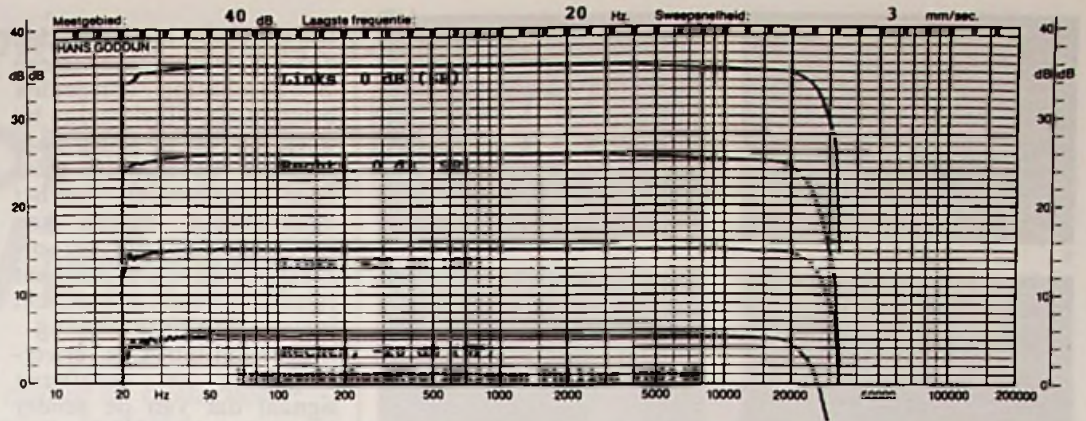 Meetgebied: 40 dB. Laagste frequentie: 20 Hz. Sweepsnelheid: 3 mm/sec.
40 40
HANS GOODIJN
dB dB dB dB
Links 0 dB
30 30
Rechts 0 dB
20 20
Links,
10 10
Rechts, -20 dB
0 0
10 Hz 20 50 100 200 500 1000 2000 5000 10000 20000 50000 100000 200000